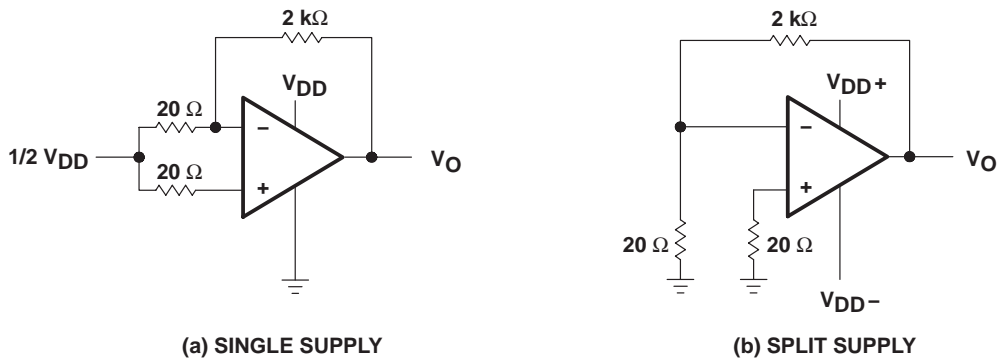 2 kΩ
VDD
20 Ω
−
1/2 VDD
20 Ω
+
VO
(a) SINGLE SUPPLY
2 kΩ
VDD+
−
VO
+
20 Ω
20 Ω
VDD−
(b) SPLIT SUPPLY